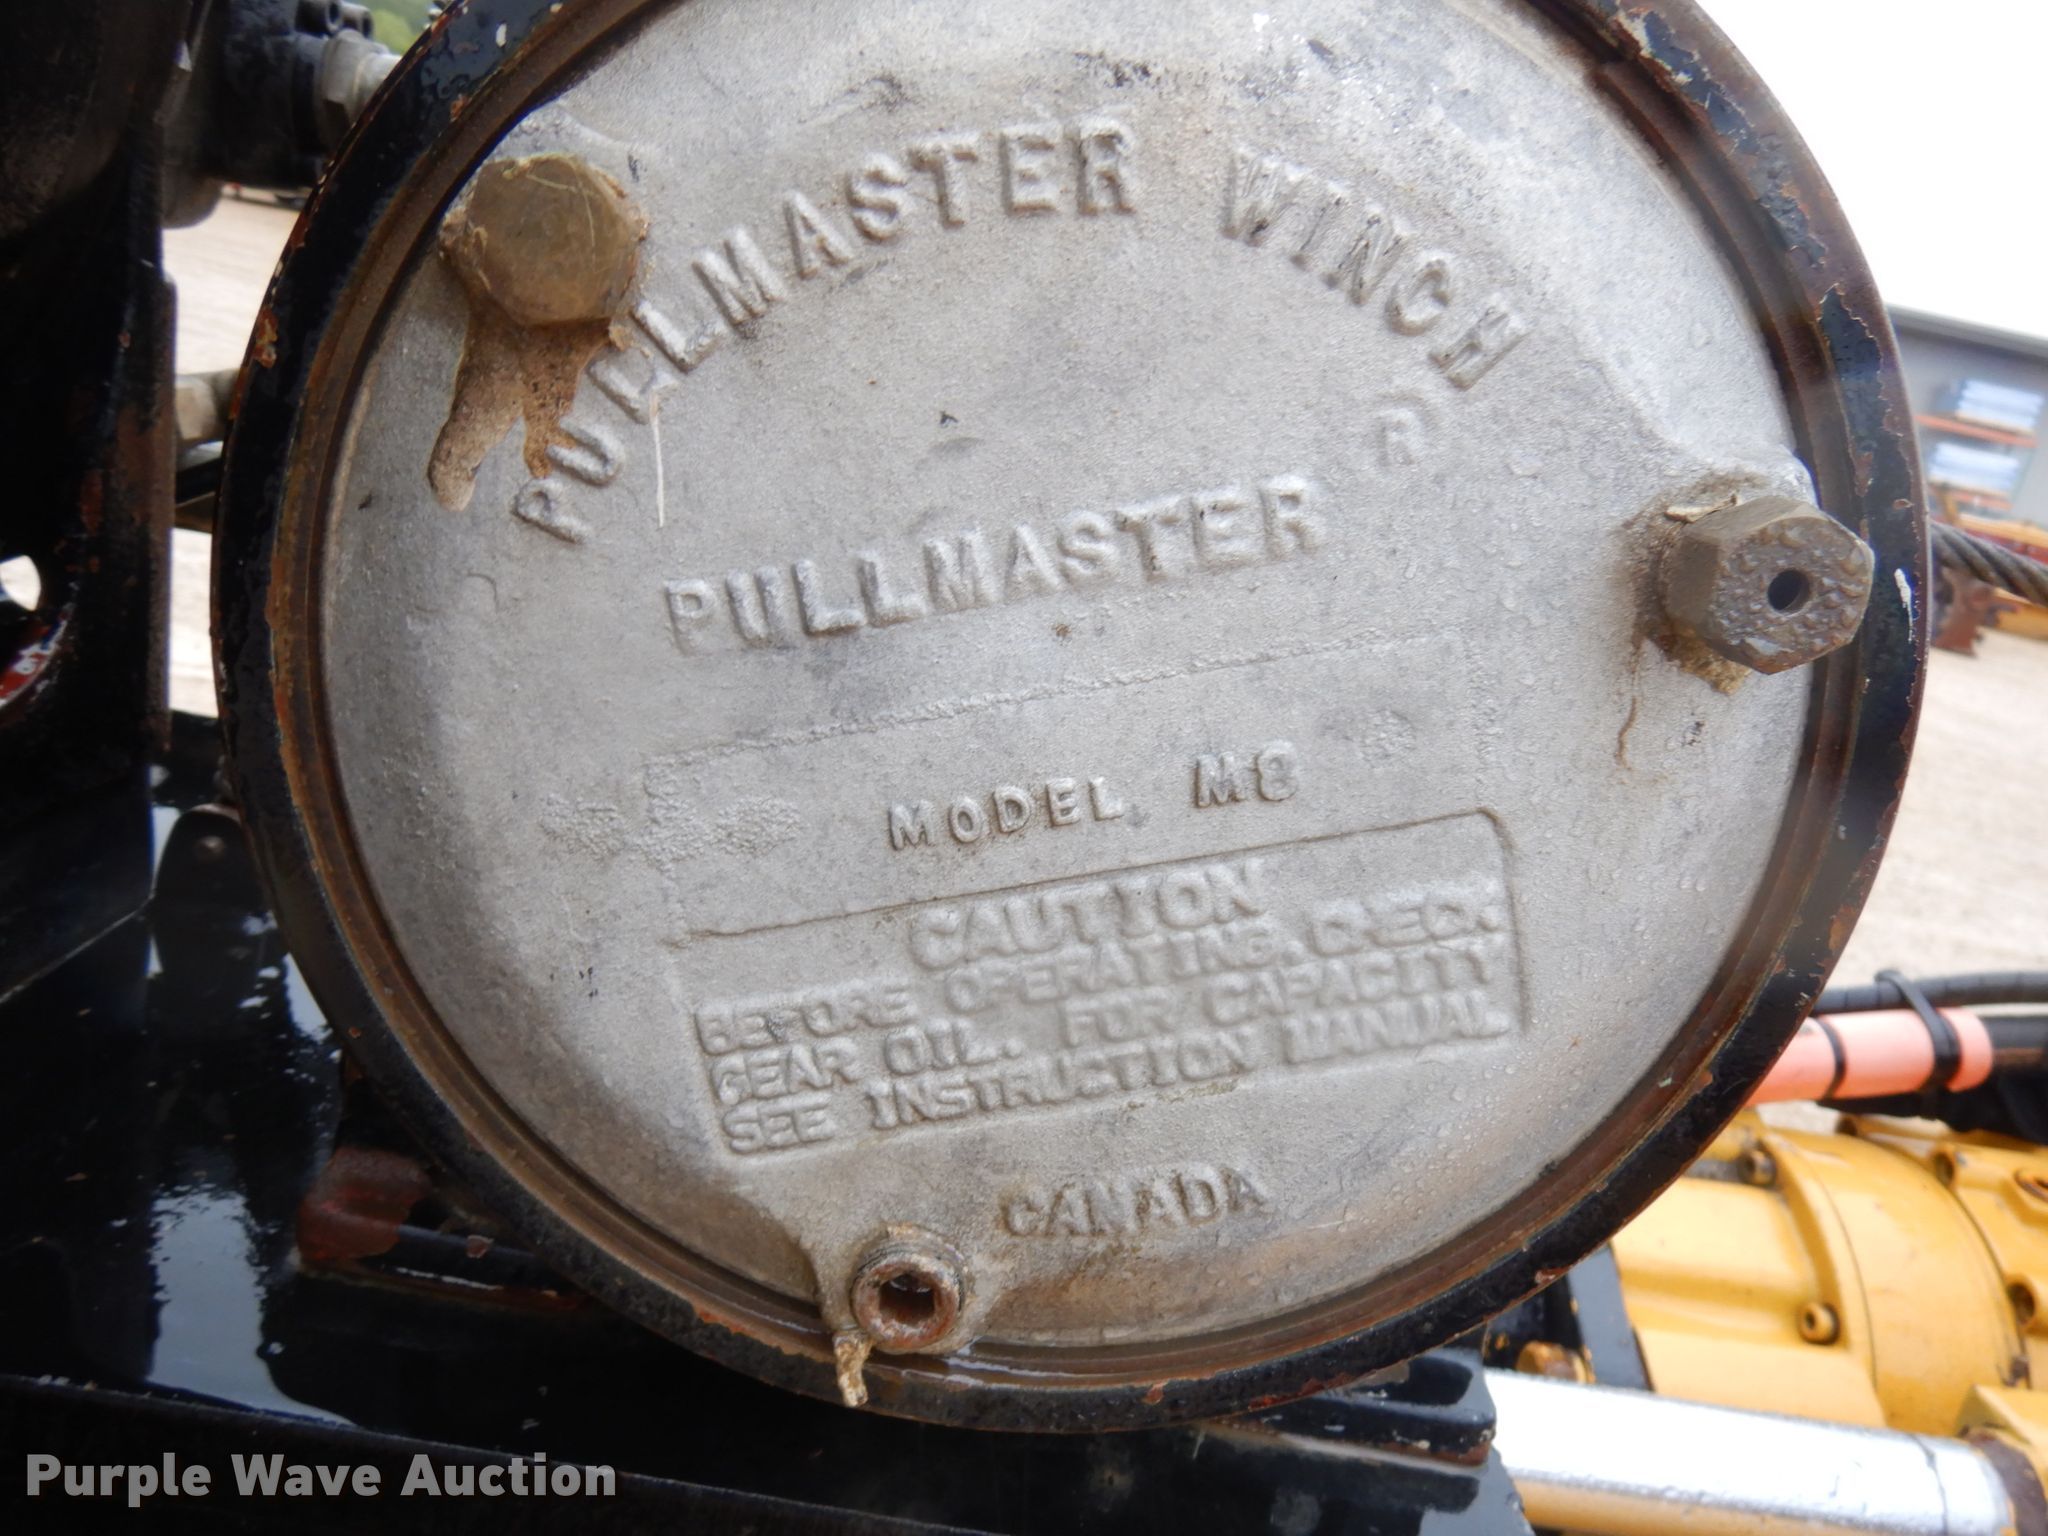 PULLMASTER WINCH
R
PULLMASTER
MODEL M8
CAUTION
BEFORE OPERATING, CHECK
GEAR OIL. FOR CAPACITY
SEE INSTRUCTION MANUAL.
CANADA
Purple Wave Auction